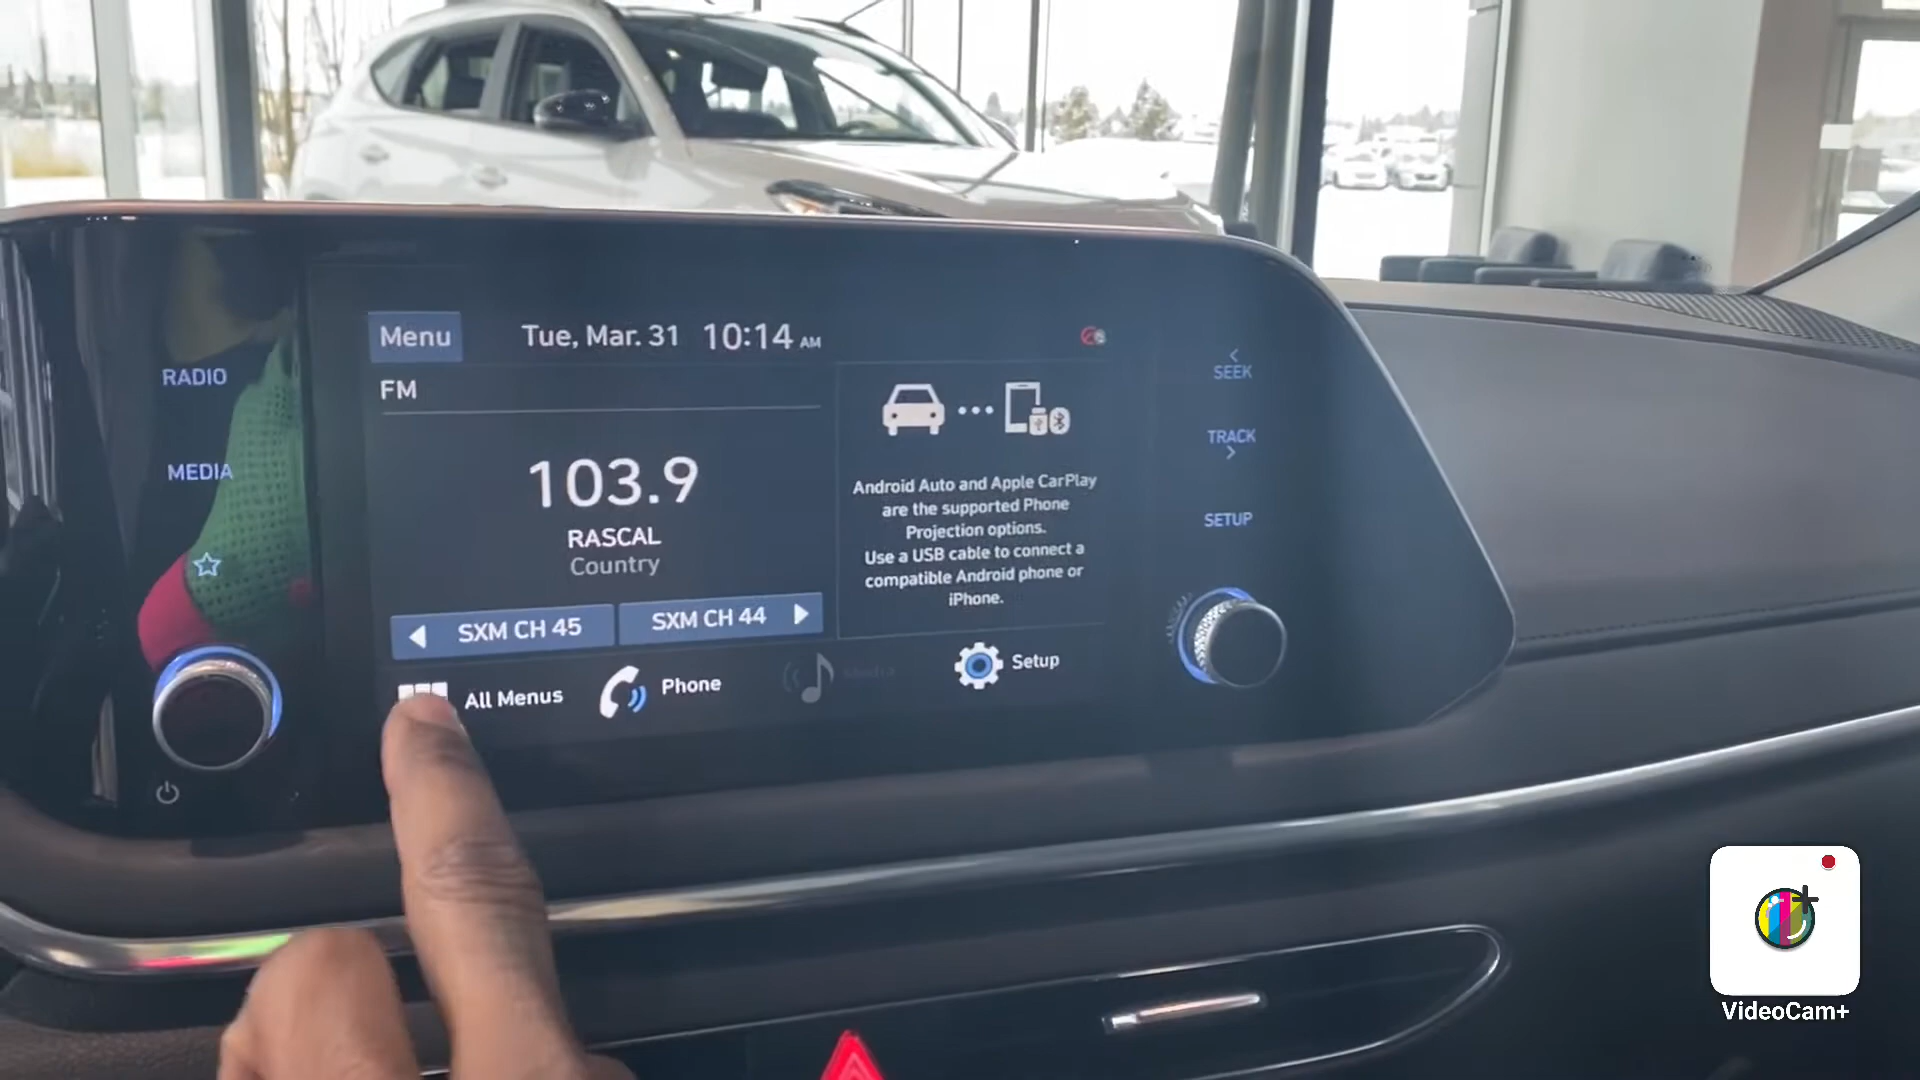 Menu
Tue, Mar. 31 10:14 AM
FM
103.9
RASCAL
Country
SXM CH 45
SXM CH 44
All Menus
Phone
Media
Setup
Android Auto and Apple CarPlay
are the supported Phone
Projection options.
Use a USB cable to connect a
compatible Android phone or
iPhone.
RADIO
MEDIA
SEEK
TRACK
SETUP
VideoCam+